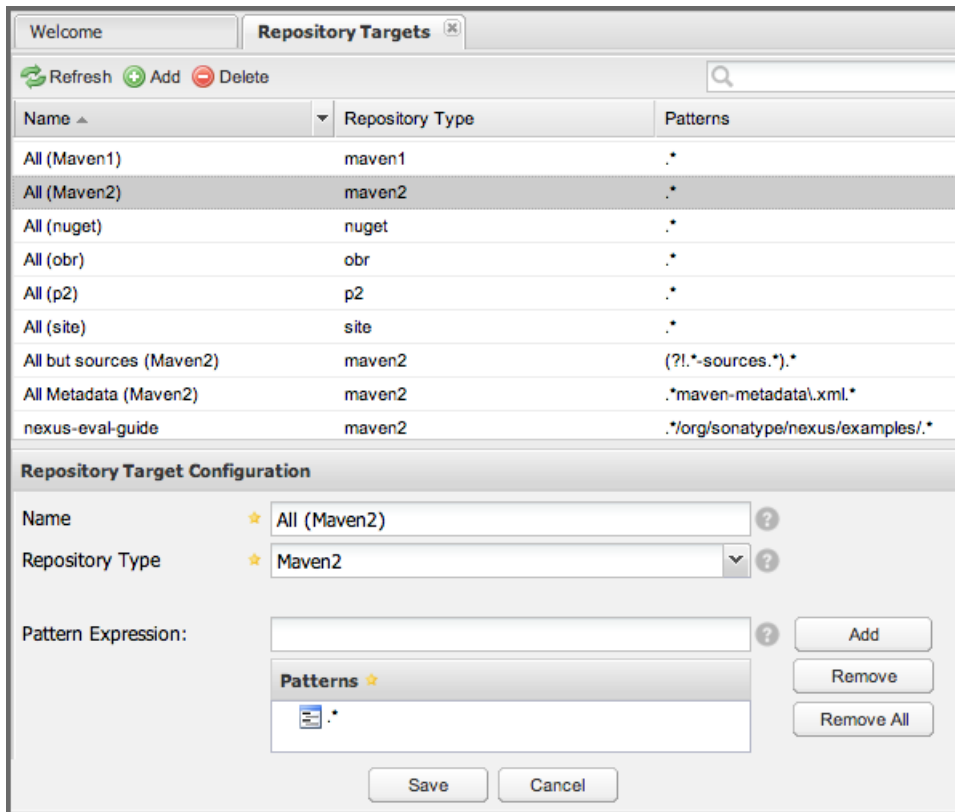 Welcome Repository Targets
Refresh Add Delete
Name Repository Type Patterns
All (Maven1) maven1 .*
All (Maven2) maven2 .*
All (nuget) nuget .*
All (obr) obr .*
All (p2) p2 .*
All (site) site .*
All but sources (Maven2) maven2 (?!.*-sources.*).*
All Metadata (Maven2) maven2 .*maven-metadata\.xml.*
nexus-eval-guide maven2 .*/org/sonatype/nexus/examples/.*
Repository Target Configuration
Name All (Maven2) ?
Repository Type Maven2 ?
Pattern Expression: ? Add
Patterns Remove
.* Remove All
Save Cancel